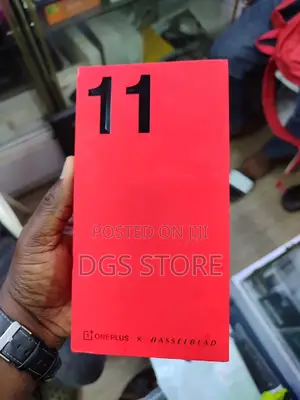 11
POSTED ON JIJI
DGS STORE
ONEPLUS × HASSELBLAD